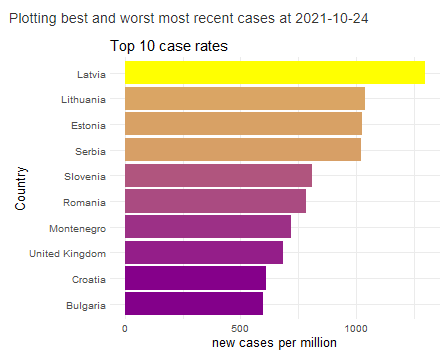 Plotting best and worst most recent cases at 2021-10-24
Top 10 case rates
Latvia
Lithuania
Estonia
Serbia
Slovenia
Romania
Montenegro
United Kingdom
Croatia
Bulgaria
Country
0 500 1000
new cases per million